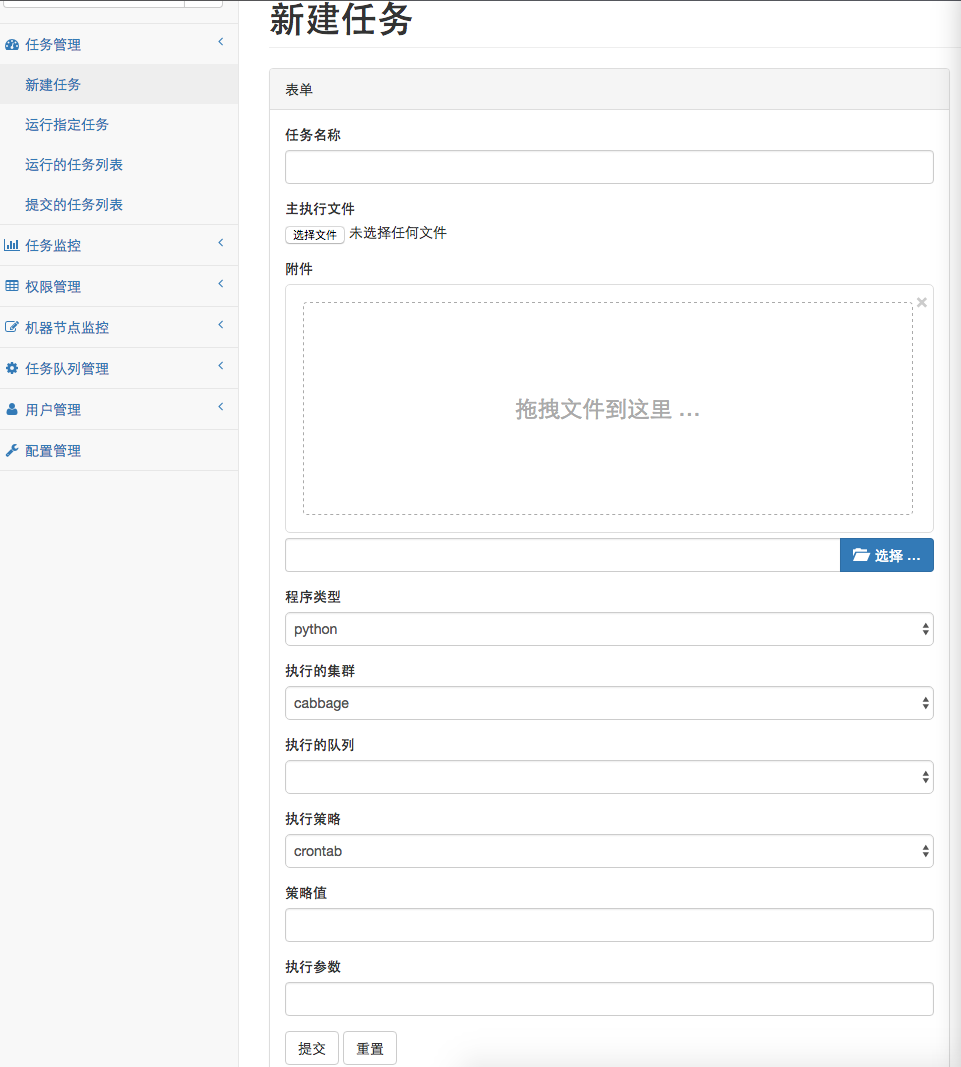 新建任务
任务管理
新建任务
运行指定任务
运行的任务列表
提交的任务列表
任务监控
权限管理
机器节点监控
任务队列管理
用户管理
配置管理
表单
任务名称
主执行文件
选择文件 未选择任何文件
附件
拖拽文件到这里 ...
选择 ...
程序类型
python
执行的集群
cabbage
执行的队列
执行策略
crontab
策略值
执行参数
提交 重置